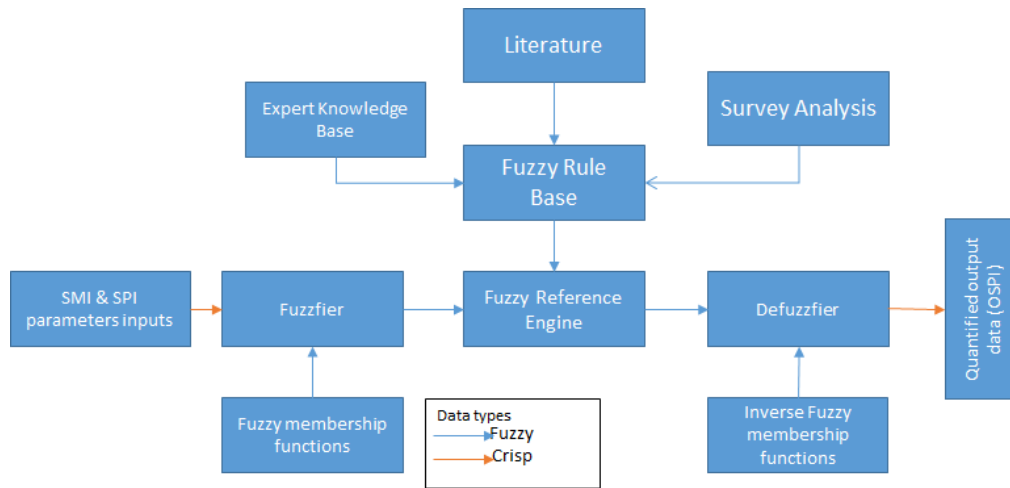 Literature
Expert Knowledge
Base
Survey Analysis
Fuzzy Rule
Base
SMI & SPI
parameters inputs
Fuzzfier
Fuzzy Reference
Engine
Defuzzfier
Quantified output
data (OSPI)
Fuzzy membership
functions
Data types
Fuzzy
Crisp
Inverse Fuzzy
membership
functions